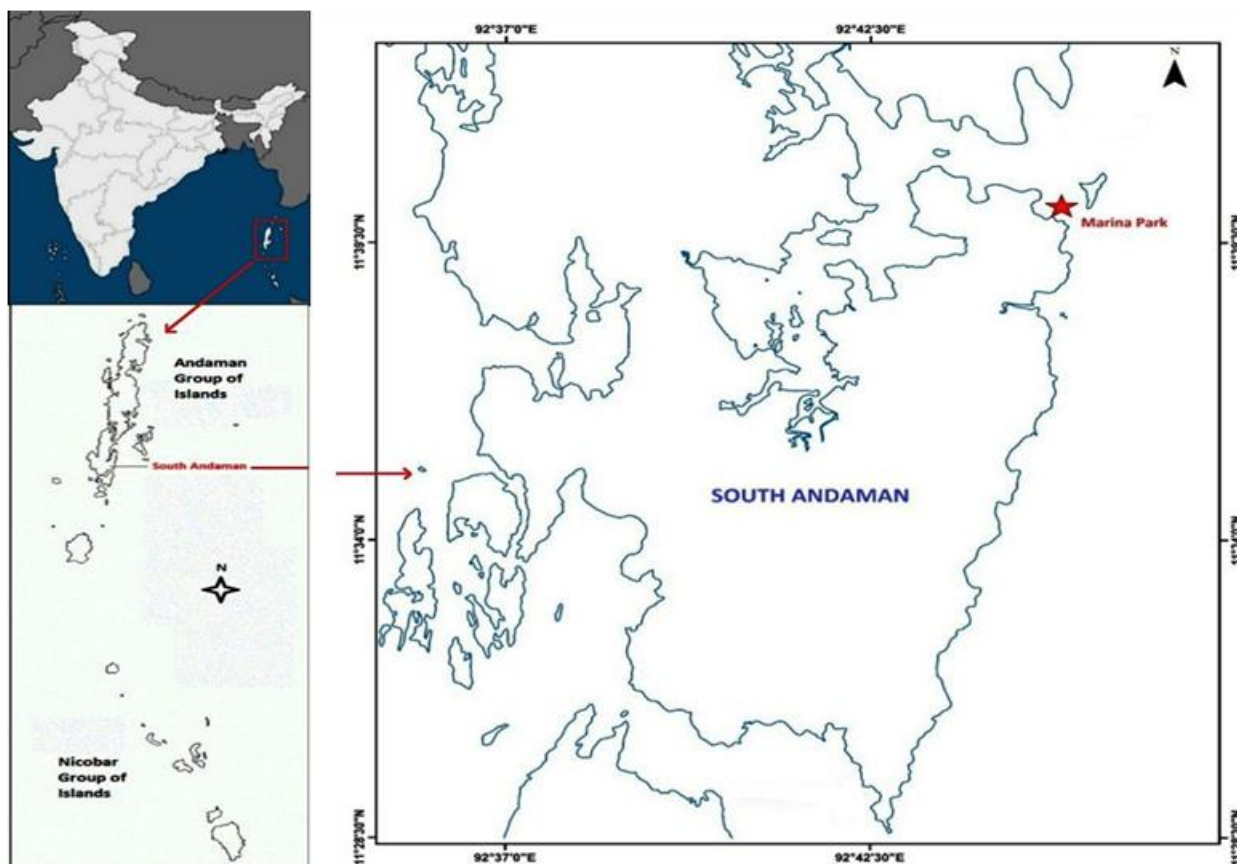 92°37'0"E
92°42'30"E
N
Marina Park
11°39'30"N
Andaman
Group of
Islands
South Andaman
SOUTH ANDAMAN
11°34'0"N
N
Nicobar
Group of
Islands
11°28'30"N
92°37'0"E
92°42'30"E